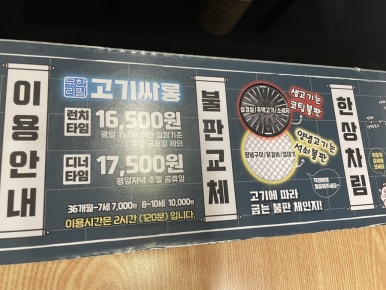 이용안내
무한
리필
고기싸롱
런치
타임
16,500원
디너
타임
17,500원
평일저녁 주말 공휴일
36개월~7세 7,000원 8~10세 10,000원
이용시간은 2시간 (120분) 입니다.
불판교체
생고기는
코팅불판
양념고기는
석쇠불판
고기에 따라
굽는 불판 체인지!
한상차림